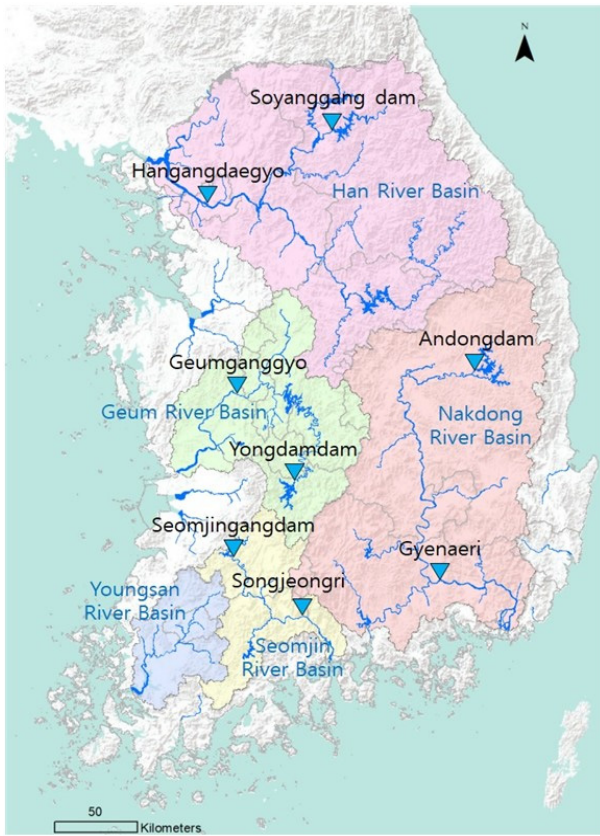 N
Soyanggang dam
Hangangdaegyo
Han River Basin
Andongdam
Geumganggyo
Geum River Basin
Nakdong
River Basin
Yongdamdam
Seomjingangdam
Gyenaeri
Songjeongri
Youngsan
River Basin
Seomjin
River Basin
50
Kilometers